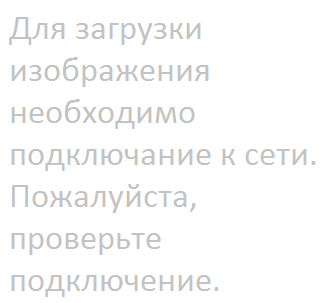 Для загрузки
изображения
необходимо
подключание к сети.
Пожалуйста,
проверьте
подключение.